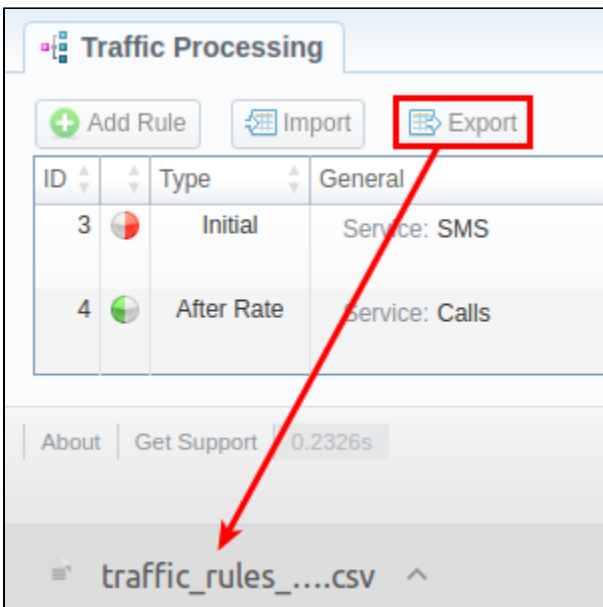 Traffic Processing
Add Rule Import Export
ID Type General
3 Initial Service: SMS
4 After Rate Service: Calls
About Get Support 0.2326s
traffic_rules_....csv